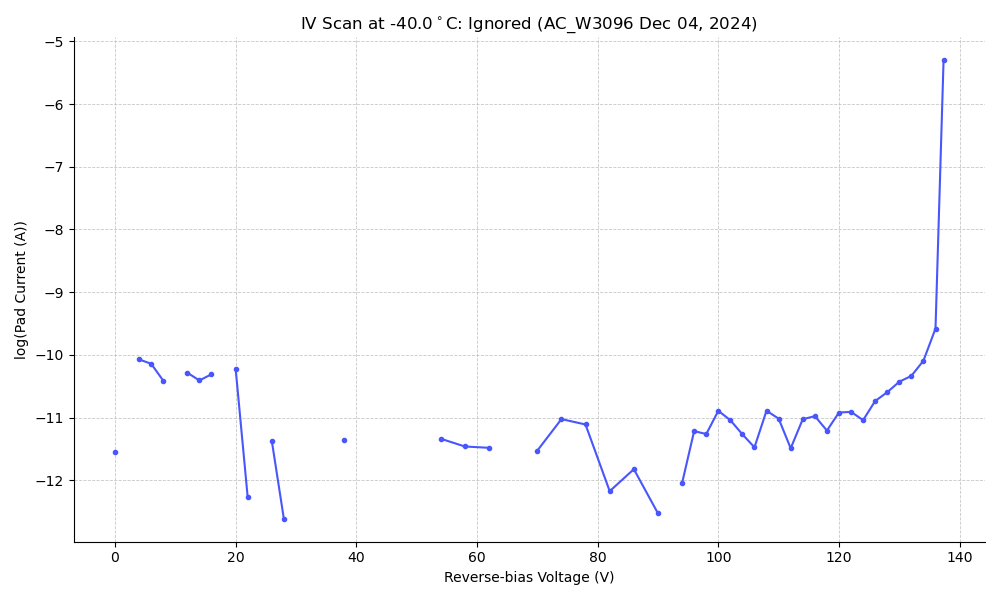 IV Scan at -40.0°C: Ignored (AC_W3096 Dec 04, 2024)
log(Pad Current (A))
−5
−6
−7
−8
−9
−10
−11
−12
0 20 40 60 80 100 120 140
Reverse-bias Voltage (V)